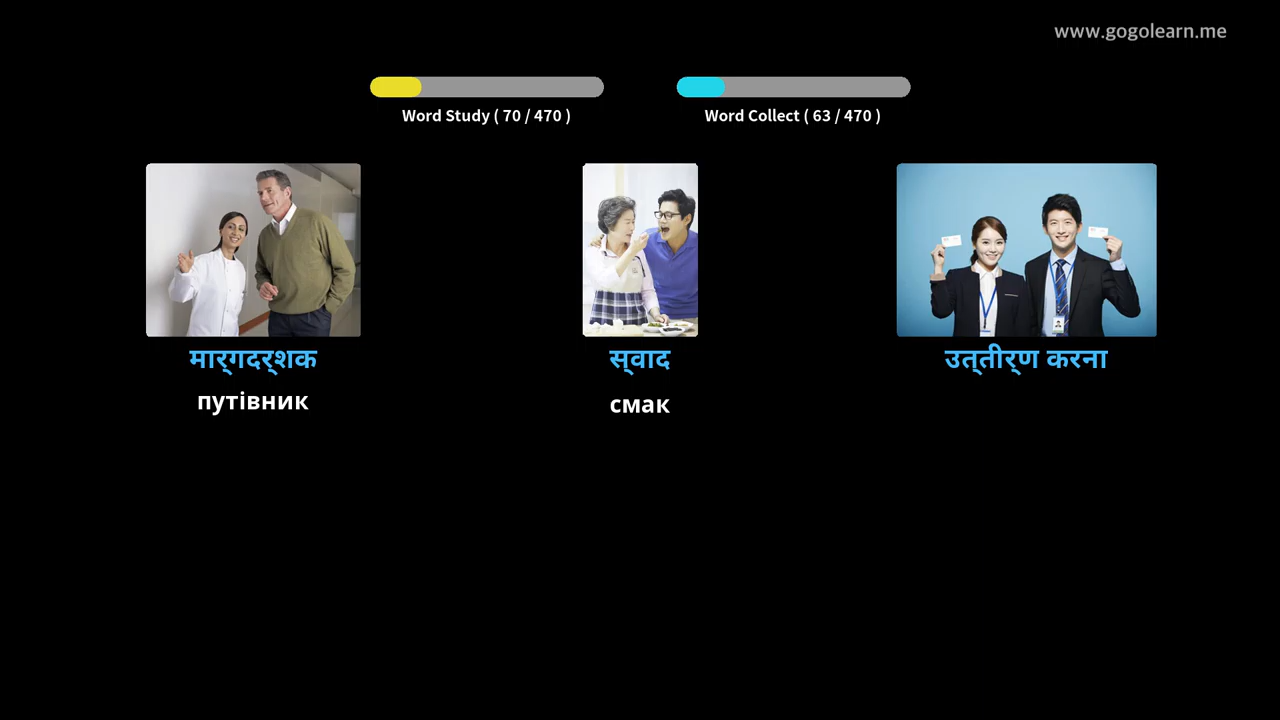 www.gogolearn.me
Word Study ( 70 / 470 )
Word Collect ( 63 / 470 )
मार्गदर्शक
स्वाद
उत्तीर्ण करना
путівник
смак